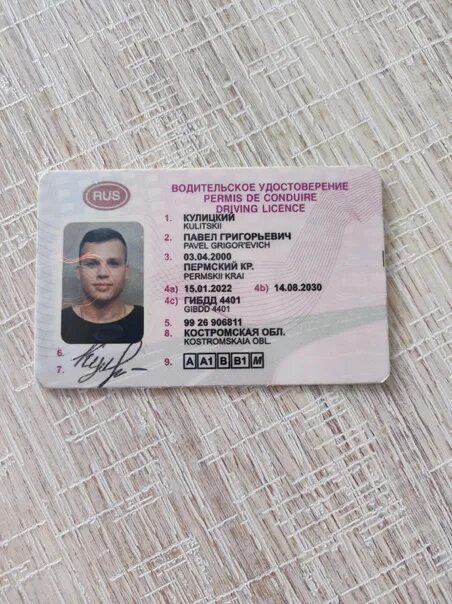 RUS
ВОДИТЕЛЬСКОЕ УДОСТОВЕРЕНИЕ
PERMIS DE CONDUIRE
DRIVING LICENCE
1. КУЛИЦКИЙ
KULITSKII
2. ПАВЕЛ ГРИГОРЬЕВИЧ
PAVEL GRIGOR'EVICH
3. 03.04.2000
ПЕРМСКИЙ КР.
PERMSKII KRAI
4a) 15.01.2022 4b) 14.08.2030
4c) ГИБДД 4401
GIBDD 4401
5. 99 26 906811
8. КОСТРОМСКАЯ ОБЛ.
KOSTROMSKAIA OBL.
6.
7.
9. A A1 B B1 M